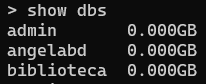 > show dbs
admin       0.000GB
angelabd    0.000GB
biblioteca  0.000GB